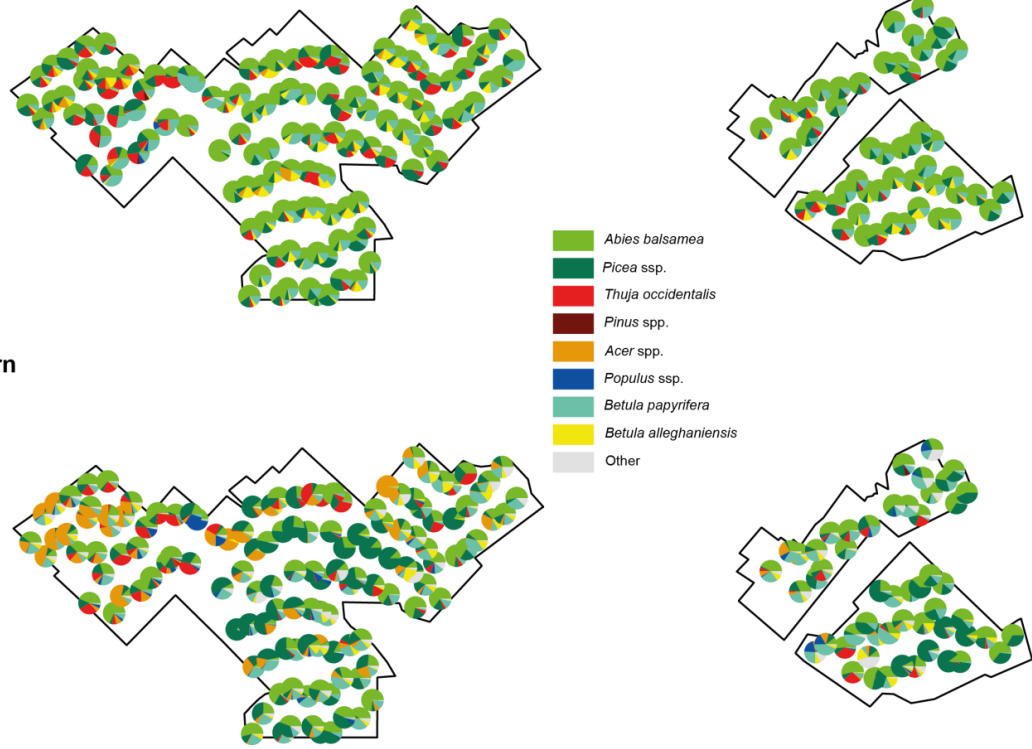 Abies balsamea
Picea ssp.
Thuja occidentalis
Pinus spp.
Acer spp.
rn
Populus ssp.
Betula papyrifera
Betula alleghaniensis
Other